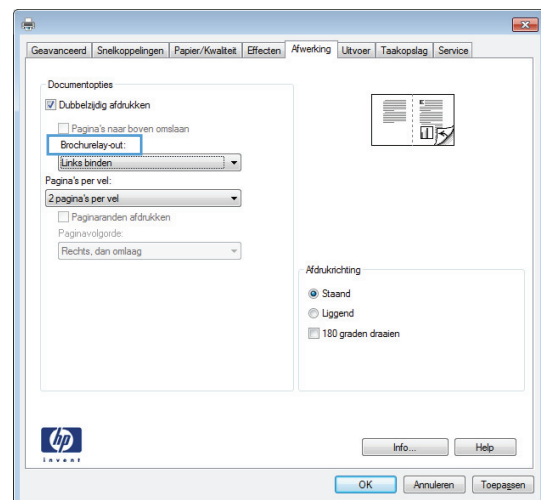 Geavanceerd Snelkoppelingen Papier/Kwaliteit Effecten Afwerking Uitvoer Taakopslag Service
Documentopties
Dubbelzijdig afdrukken
Pagina's naar boven omslaan
Brochurelay-out:
Links binden
Pagina's per vel:
2 pagina's per vel
Paginaranden afdrukken
Paginavolgorde:
Rechts, dan omlaag
Afdrukrichting
Staand
Liggend
180 graden draaien
hp
invent
Info... Help
OK Annuleren Toepassen